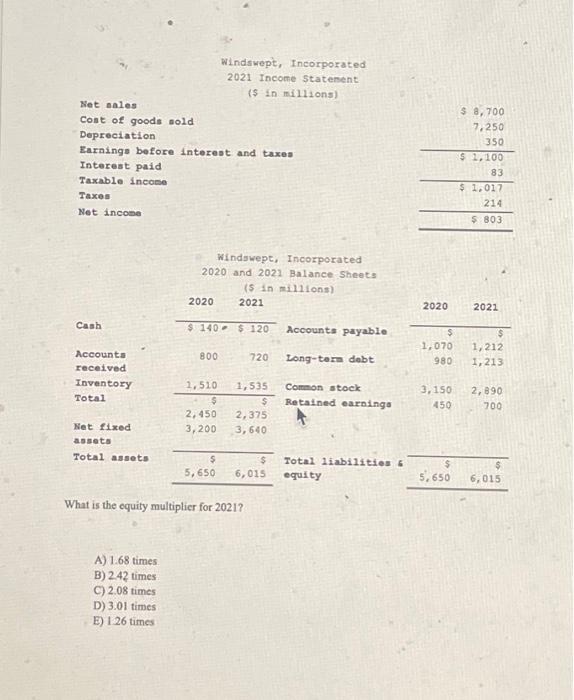 Windswept, Incorporated
2021 Income Statement
($ in millions)
Net sales $ 8,700
Cost of goods sold 7,250
Depreciation 350
Earnings before interest and taxes $ 1,100
Interest paid 83
Taxable income $ 1,017
Taxes 214
Net income $ 803
Windswept, Incorporated
2020 and 2021 Balance Sheets
($ in millions)
2020 2021 2020 2021
Cash $ 140 $ 120 Accounts payable $ $
1,070 1,212
Accounts 800 720 Long-term debt 980 1,213
received
Inventory 1,510 1,535 Common stock 3,150 2,890
Total $ $ Retained earnings 450 700
2,450 2,375
Net fixed 3,200 3,640
assets
Total assets $ $ Total liabilities & $ $
5,650 6,015 equity 5,650 6,015
What is the equity multiplier for 2021?
A) 1.68 times
B) 2.42 times
C) 2.08 times
D) 3.01 times
E) 1.26 times